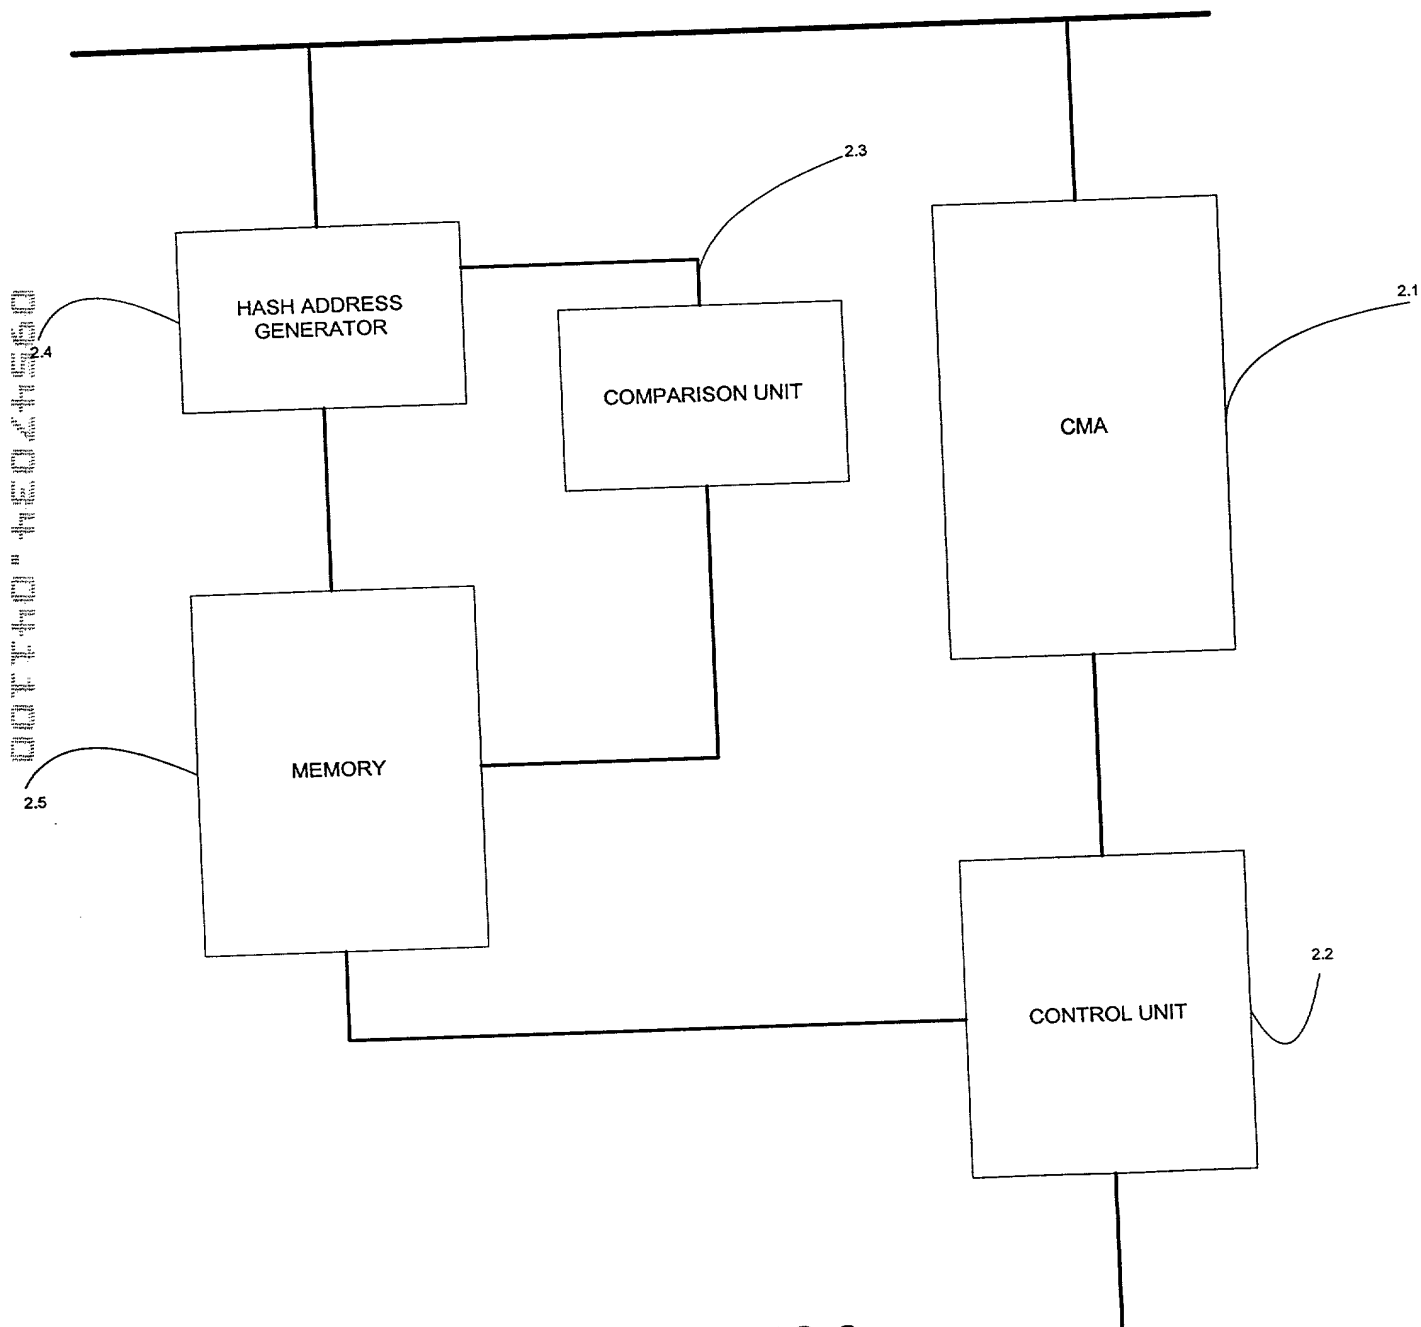 2.3
2.1
HASH ADDRESS
GENERATOR
2.4
COMPARISON UNIT
CMA
MEMORY
2.5
2.2
CONTROL UNIT